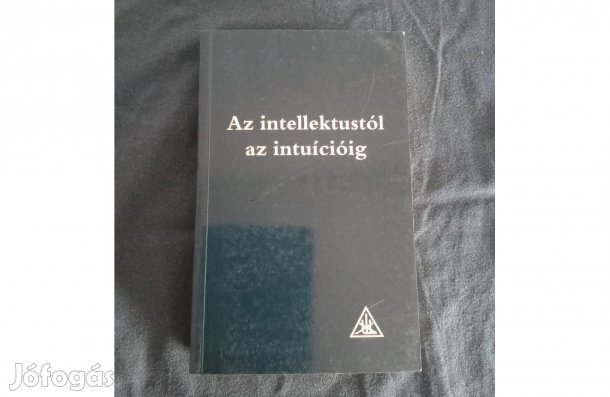 Az intellektustól
az intuícióig
Jófogás